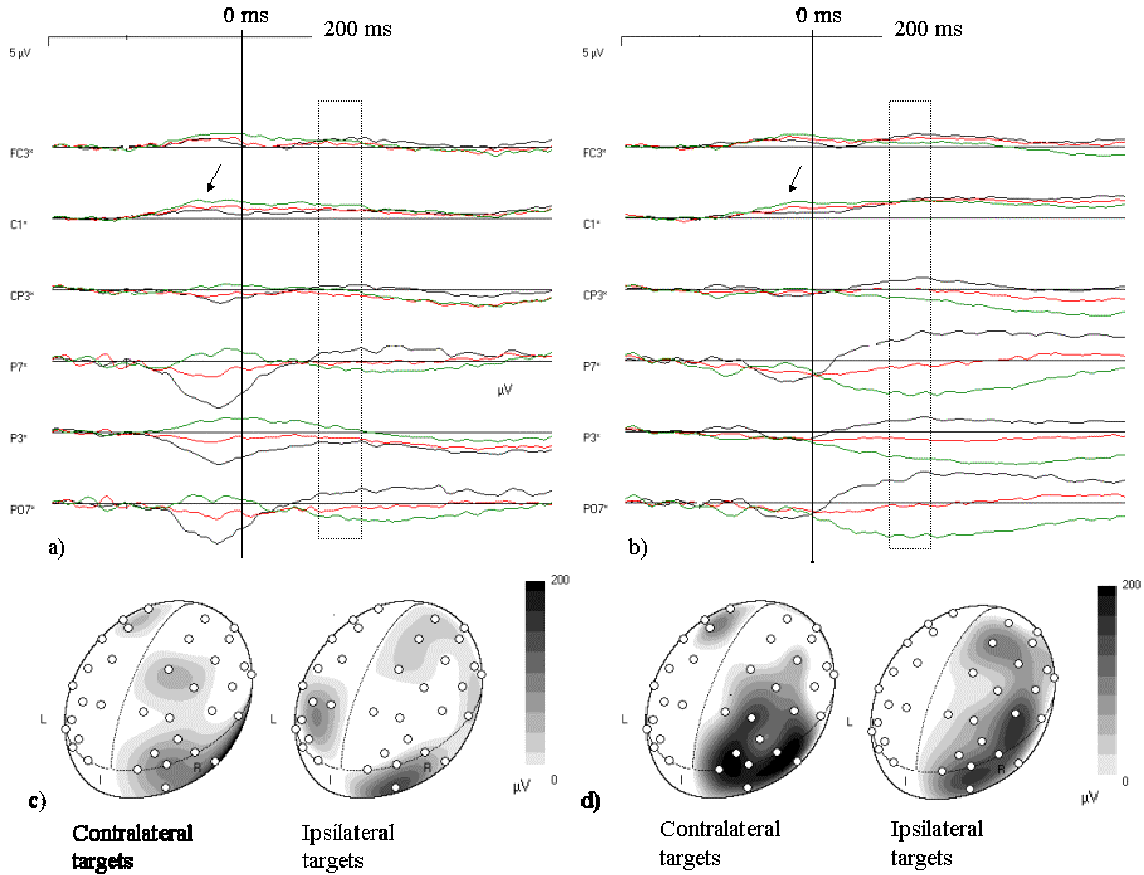 0 ms
200 ms
5 µV
FC3*
C1*
CP3*
P7*
µV
P3*
PO7*
a)
0 ms
200 ms
5 µV
FC3*
C1*
CP3*
P7*
P3*
PO7*
b)
200
L
I
R
0
µV
c)
Contralateral
targets
Ipsilateral
targets
200
L
I
R
0
µV
d)
Contralateral
targets
Ipsilateral
targets